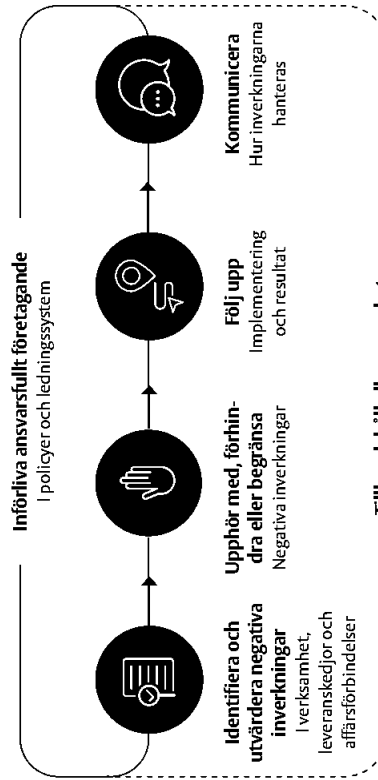 Införliva ansvarsfullt företagande
I policyer och ledningssystem
Identifiera och
utvärdera negativa
inverkningar
I verksamhet,
leveranskedjor och
affärsförbindelser
Upphör med, förhin-
dra eller begränsa
Negativa inverkningar
Följ upp
Implementering
och resultat
Kommunicera
Hur inverkningarna
hanteras